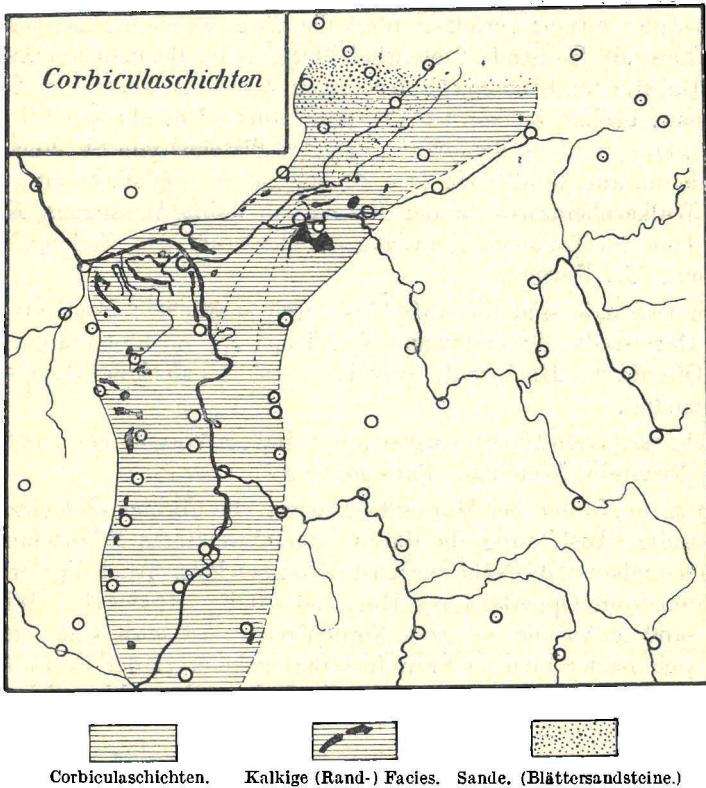 Corbiculaschichten
Corbiculaschichten. Kalkige (Rand-) Facies. Sande. (Blättersandsteine.)